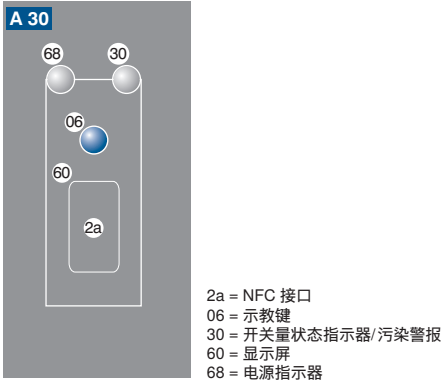 A 30
68 30
06
60
2a
2a = NFC 接口
06 = 示教键
30 = 开关量状态指示器/污染警报
60 = 显示屏
68 = 电源指示器